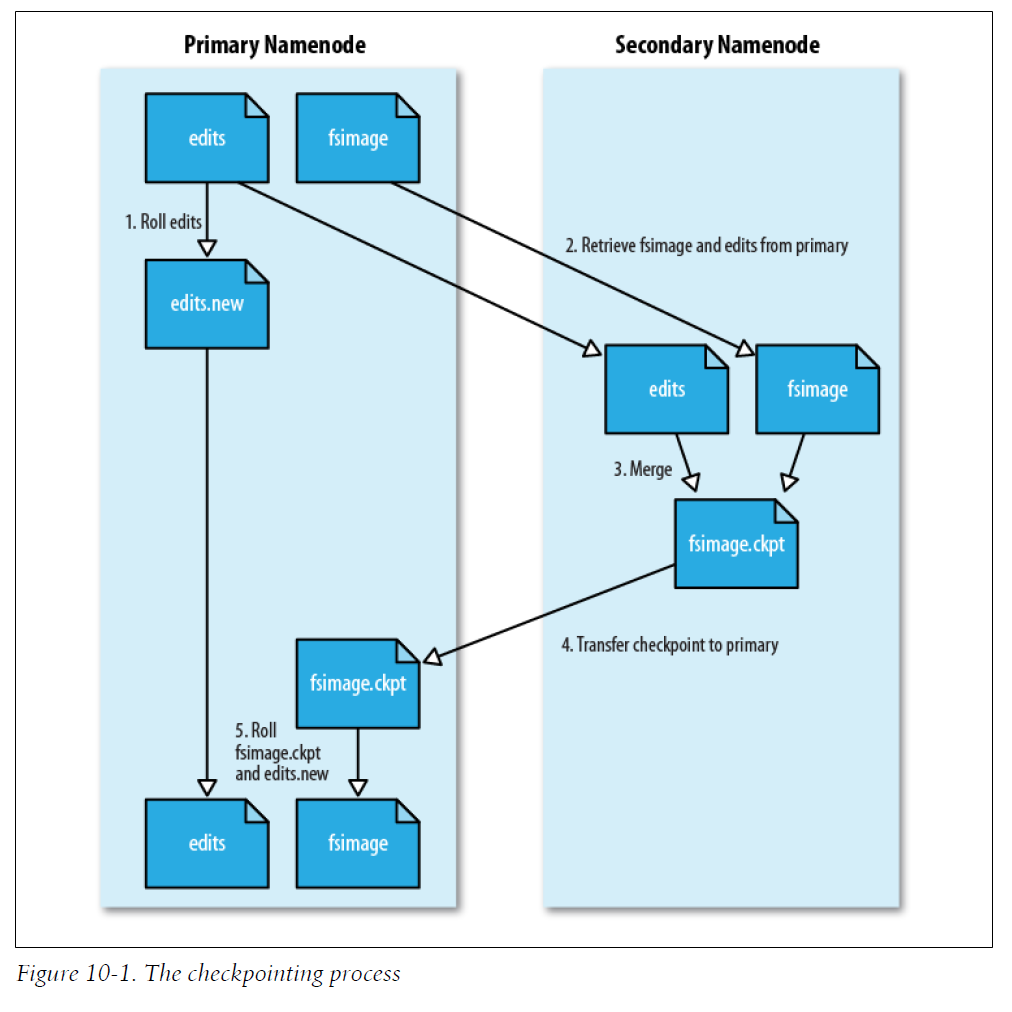 Primary Namenode
Secondary Namenode
edits
fsimage
1. Roll edits
2. Retrieve fsimage and edits from primary
edits.new
edits
fsimage
3. Merge
fsimage.ckpt
4. Transfer checkpoint to primary
fsimage.ckpt
5. Roll
fsimage.ckpt
and edits.new
edits
fsimage
Figure 10-1. The checkpointing process